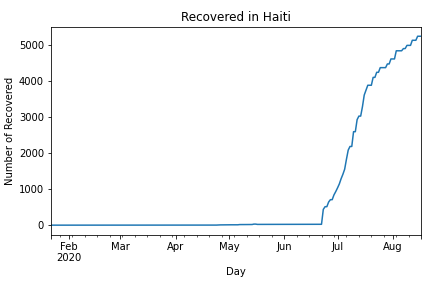 Recovered in Haiti
Number of Recovered
5000
4000
3000
2000
1000
0
Feb
2020
Mar
Apr
May
Jun
Jul
Aug
Day